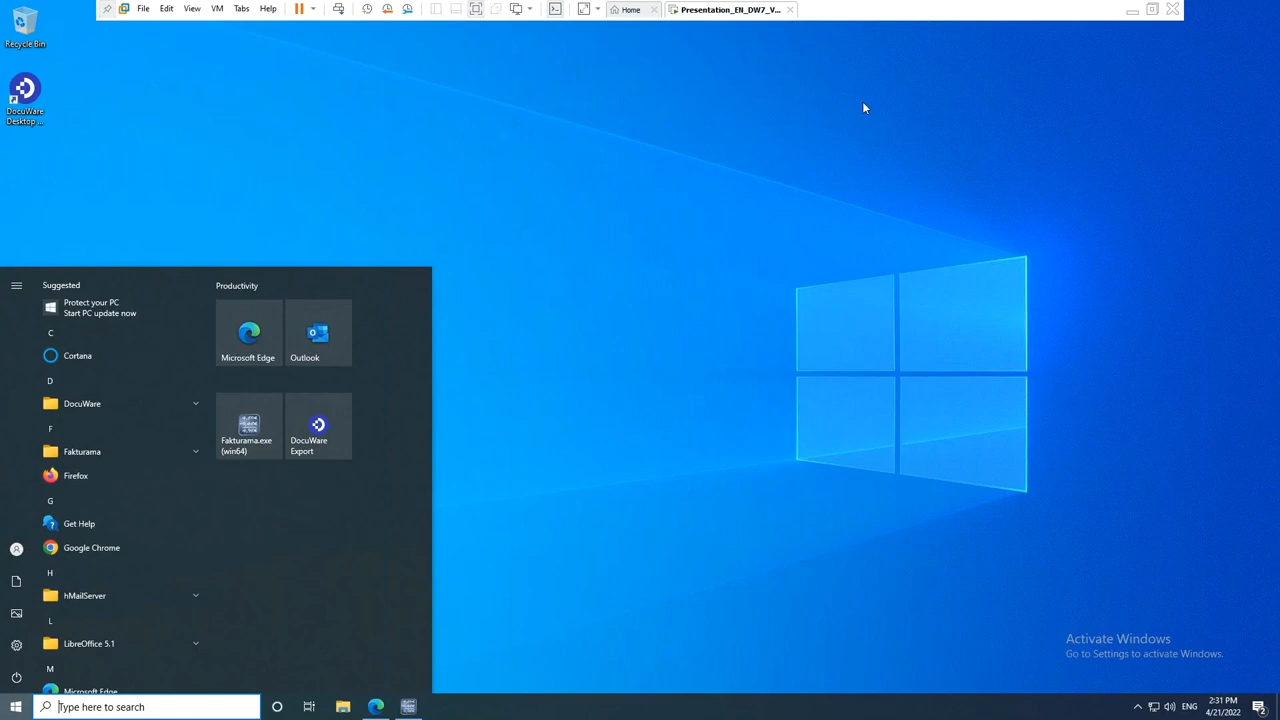 File Edit View VM Tabs Help
Home
Presentation_EN_DW7_V...
Recycle Bin
DocuWare
Desktop ...
Suggested
Protect your PC
Start PC update now
C
Cortana
D
DocuWare
F
Fakturama
Firefox
G
Get Help
Google Chrome
H
hMailServer
L
LibreOffice 5.1
M
Microsoft Edge
Productivity
Microsoft Edge
Outlook
Fakturama.exe
(win64)
DocuWare
Export
Activate Windows
Go to Settings to activate Windows.
Type here to search
ENG
2:31 PM
4/21/2022
2